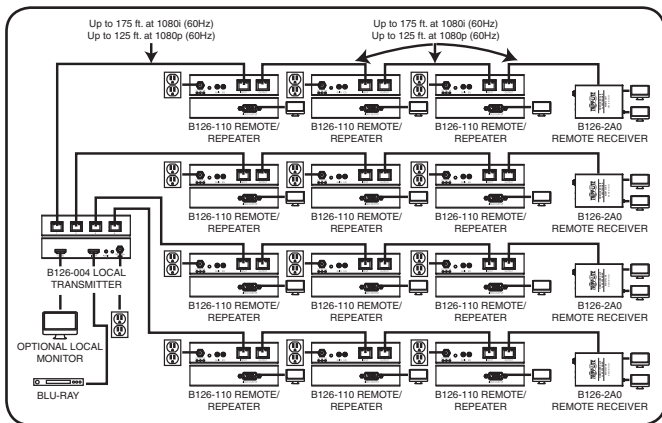 Up to 175 ft. at 1080i (60Hz)
Up to 125 ft. at 1080p (60Hz)
Up to 175 ft. at 1080i (60Hz)
Up to 125 ft. at 1080p (60Hz)
B126-110 REMOTE/
REPEATER
B126-110 REMOTE/
REPEATER
B126-110 REMOTE/
REPEATER
B126-2A0
REMOTE RECEIVER
B126-110 REMOTE/
REPEATER
B126-110 REMOTE/
REPEATER
B126-110 REMOTE/
REPEATER
B126-2A0
REMOTE RECEIVER
B126-004 LOCAL
TRANSMITTER
B126-110 REMOTE/
REPEATER
B126-110 REMOTE/
REPEATER
B126-110 REMOTE/
REPEATER
B126-2A0
REMOTE RECEIVER
OPTIONAL LOCAL
MONITOR
BLU-RAY
B126-110 REMOTE/
REPEATER
B126-110 REMOTE/
REPEATER
B126-110 REMOTE/
REPEATER
B126-2A0
REMOTE RECEIVER